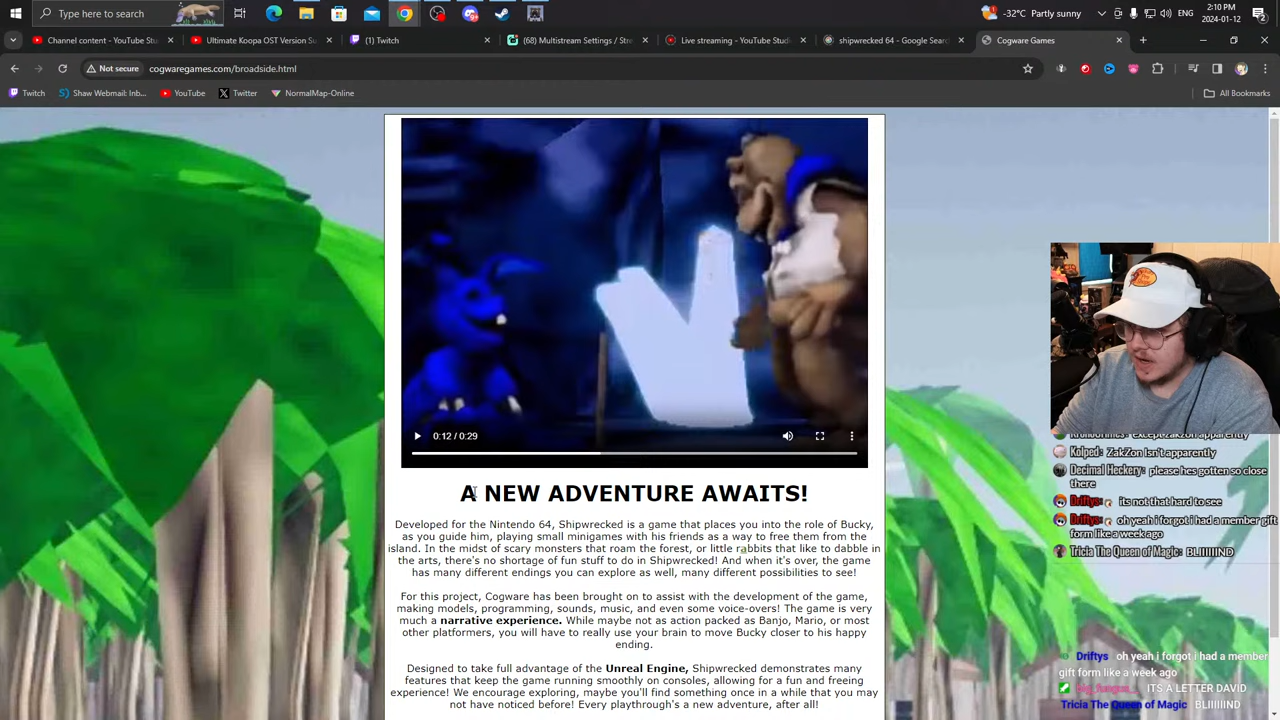 Type here to search
-32°C Partly sunny
ENG
2:10 PM
2024-01-12
Channel content - YouTube Stu
Ultimate Koopa OST Version Su
(1) Twitch
(68) Multistream Settings / Stre
Live streaming - YouTube Studi
shipwrecked 64 - Google Searc
Cogware Games
Not secure
cogwaregames.com/broadside.html
Twitch
Shaw Webmail: Inb...
YouTube
Twitter
NormalMap-Online
All Bookmarks
0:12 / 0:29
A NEW ADVENTURE AWAITS!
Developed for the Nintendo 64, Shipwrecked is a game that places you into the role of Bucky,
as you guide him, playing small minigames with his friends as a way to free them from the
island. In the midst of scary monsters that roam the forest, or little rabbits that like to dabble in
the arts, there's no shortage of fun stuff to do in Shipwrecked! And when it's over, the game
has many different endings you can explore as well, many different possibilities to see!
For this project, Cogware has been brought on to assist with the development of the game,
making models, programming, sounds, music, and even some voice-overs! The game is very
much a narrative experience. While maybe not as action packed as Banjo, Mario, or most
other platformers, you will have to really use your brain to move Bucky closer to his happy
ending.
Designed to take full advantage of the Unreal Engine, Shipwrecked demonstrates many
features that keep the game running smoothly on consoles, allowing for a fun and freeing
experience! We encourage exploring, maybe you'll find something once in a while that you may
not have noticed before! Every playthrough's a new adventure, after all!
except zakzon apparently
Kolped: ZakZon Isn'tapparently
Decimal Heckery: please hes gotten so close
there
Driftys: its not that hard to see
Driftys: oh yeah i forgot i had a member gift
form like a week ago
Tricia The Queen of Magic: BLIIIIIND
Driftys oh yeah i forgot i had a member
gift form like a week ago
ITS A LETTER DAVID
Tricia The Queen of Magic BLIIIIIND